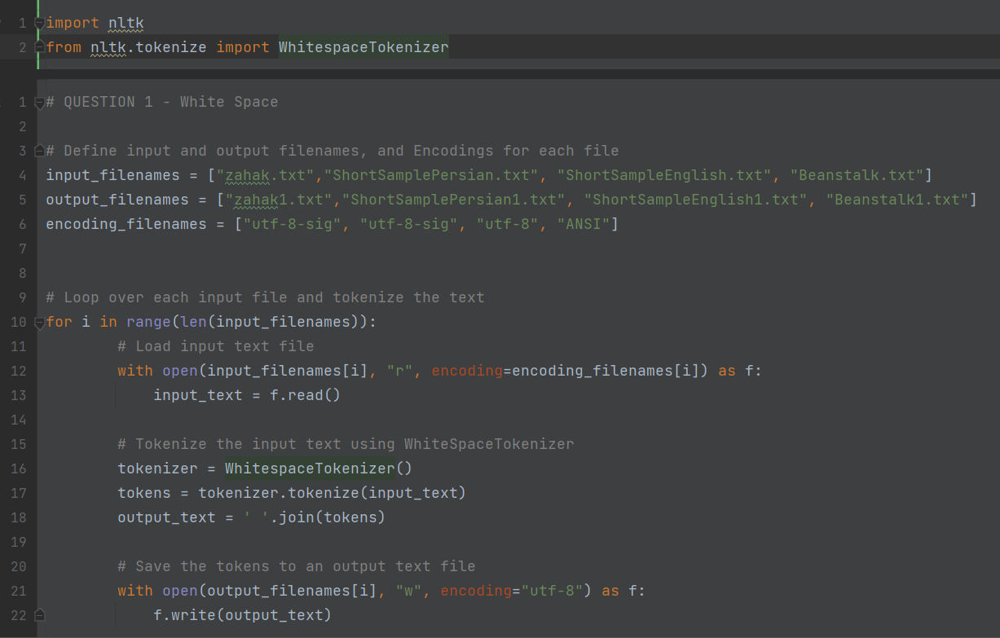 1 import nltk
2 from nltk.tokenize import WhitespaceTokenizer
1 # QUESTION 1 - White Space
2
3 # Define input and output filenames, and Encodings for each file
4 input_filenames = ["zahak.txt","ShortSamplePersian.txt", "ShortSampleEnglish.txt", "Beanstalk.txt"]
5 output_filenames = ["zahak1.txt","ShortSamplePersian1.txt", "ShortSampleEnglish1.txt", "Beanstalk1.txt"]
6 encoding_filenames = ["utf-8-sig", "utf-8-sig", "utf-8", "ANSI"]
7
8
9 # Loop over each input file and tokenize the text
10 for i in range(len(input_filenames)):
11         # Load input text file
12         with open(input_filenames[i], "r", encoding=encoding_filenames[i]) as f:
13             input_text = f.read()
14
15         # Tokenize the input text using WhiteSpaceTokenizer
16         tokenizer = WhitespaceTokenizer()
17         tokens = tokenizer.tokenize(input_text)
18         output_text = ' '.join(tokens)
19
20         # Save the tokens to an output text file
21         with open(output_filenames[i], "w", encoding="utf-8") as f:
22             f.write(output_text)